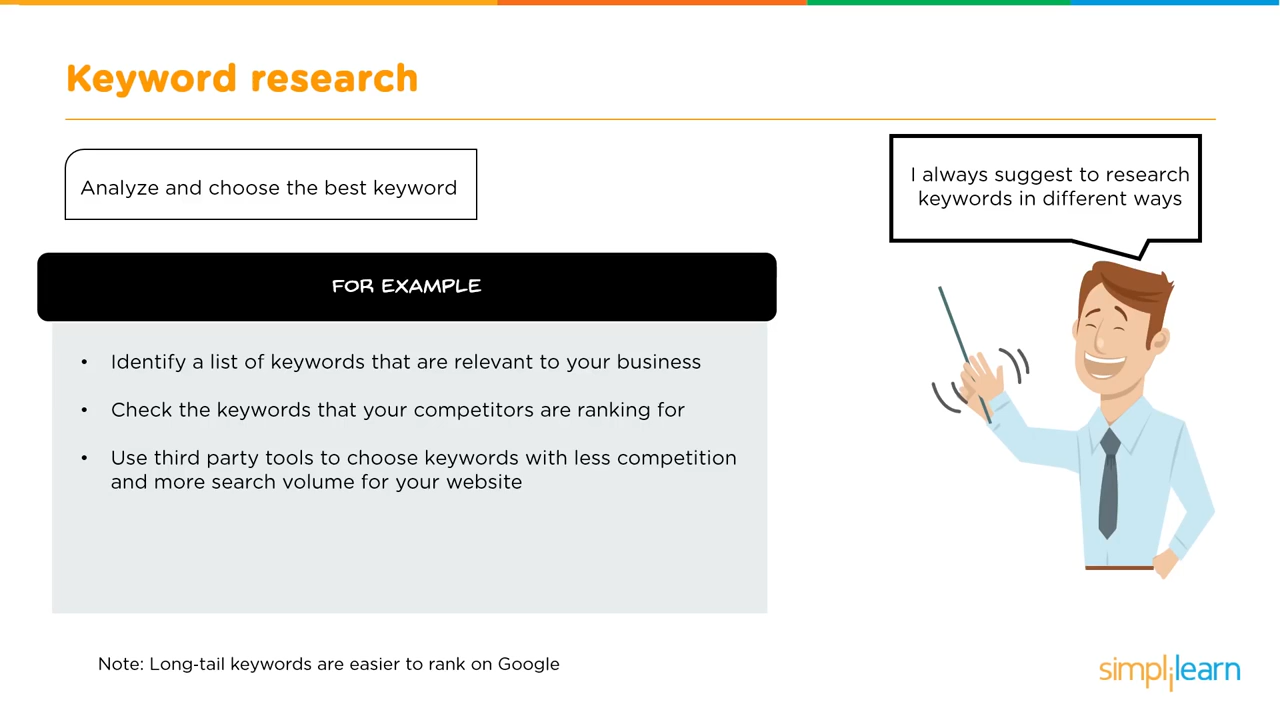 Keyword research
Analyze and choose the best keyword
I always suggest to research
keywords in different ways
FOR EXAMPLE
• Identify a list of keywords that are relevant to your business
• Check the keywords that your competitors are ranking for
• Use third party tools to choose keywords with less competition
and more search volume for your website
Note: Long-tail keywords are easier to rank on Google
simplilearn